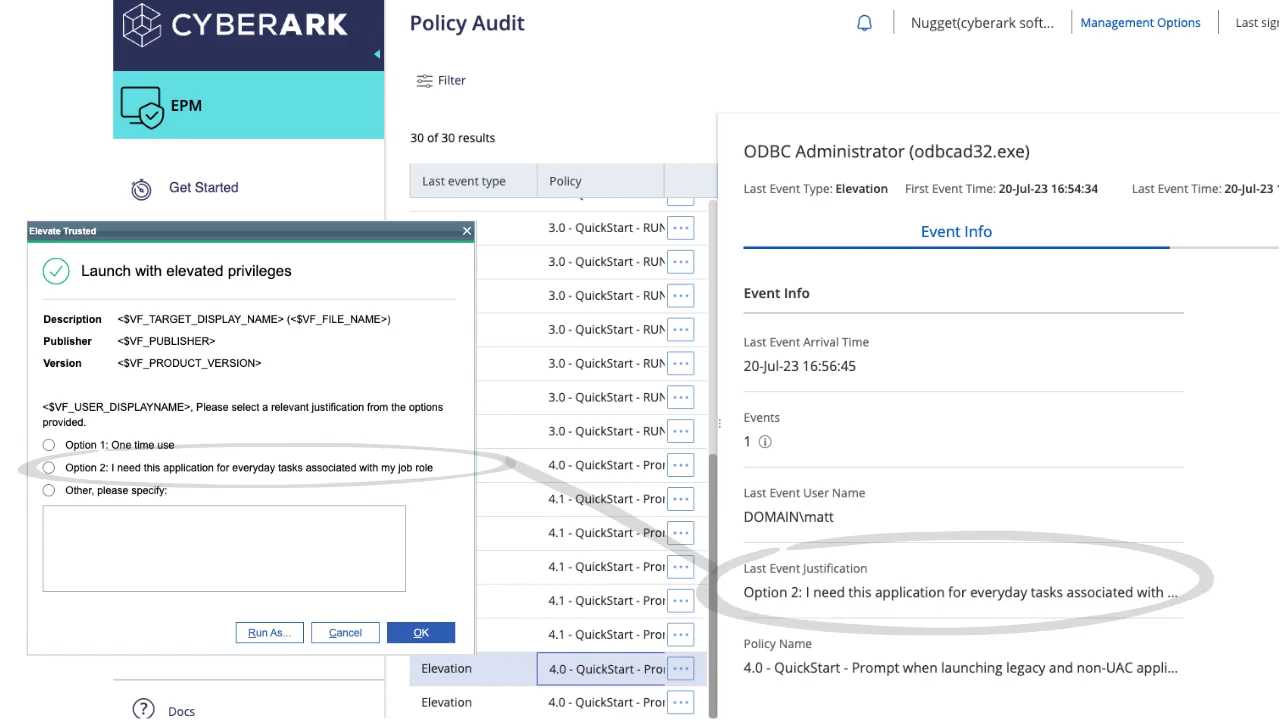 CYBERARK
EPM
Get Started
Docs
Policy Audit
Nugget(cyberark soft...
Management Options
Last sig
Filter
30 of 30 results
Last event type
Policy
3.0 - QuickStart - RUN
3.0 - QuickStart - RUN
3.0 - QuickStart - RUN
3.0 - QuickStart - RUN
3.0 - QuickStart - RUN
3.0 - QuickStart - RUN
3.0 - QuickStart - RUN
4.0 - QuickStart - Pror
4.1 - QuickStart - Pror
4.1 - QuickStart - Pror
4.1 - QuickStart - Pror
4.1 - QuickStart - Pror
4.1 - QuickStart - Pror
Elevation 4.0 - QuickStart - Pror
Elevation 4.0 - QuickStart - Pror
Elevate Trusted
Launch with elevated privileges
Description <$VF_TARGET_DISPLAY_NAME> (<$VF_FILE_NAME>)
Publisher <$VF_PUBLISHER>
Version <$VF_PRODUCT_VERSION>
<$VF_USER_DISPLAYNAME>, Please select a relevant justification from the options
provided.
Option 1: One time use
Option 2: I need this application for everyday tasks associated with my job role
Other, please specify:
Run As...
Cancel
OK
ODBC Administrator (odbcad32.exe)
Last Event Type: Elevation First Event Time: 20-Jul-23 16:54:34 Last Event Time: 20-Jul-23
Event Info
Event Info
Last Event Arrival Time
20-Jul-23 16:56:45
Events
1
Last Event User Name
DOMAIN\matt
Last Event Justification
Option 2: I need this application for everyday tasks associated with ...
Policy Name
4.0 - QuickStart - Prompt when launching legacy and non-UAC appli...